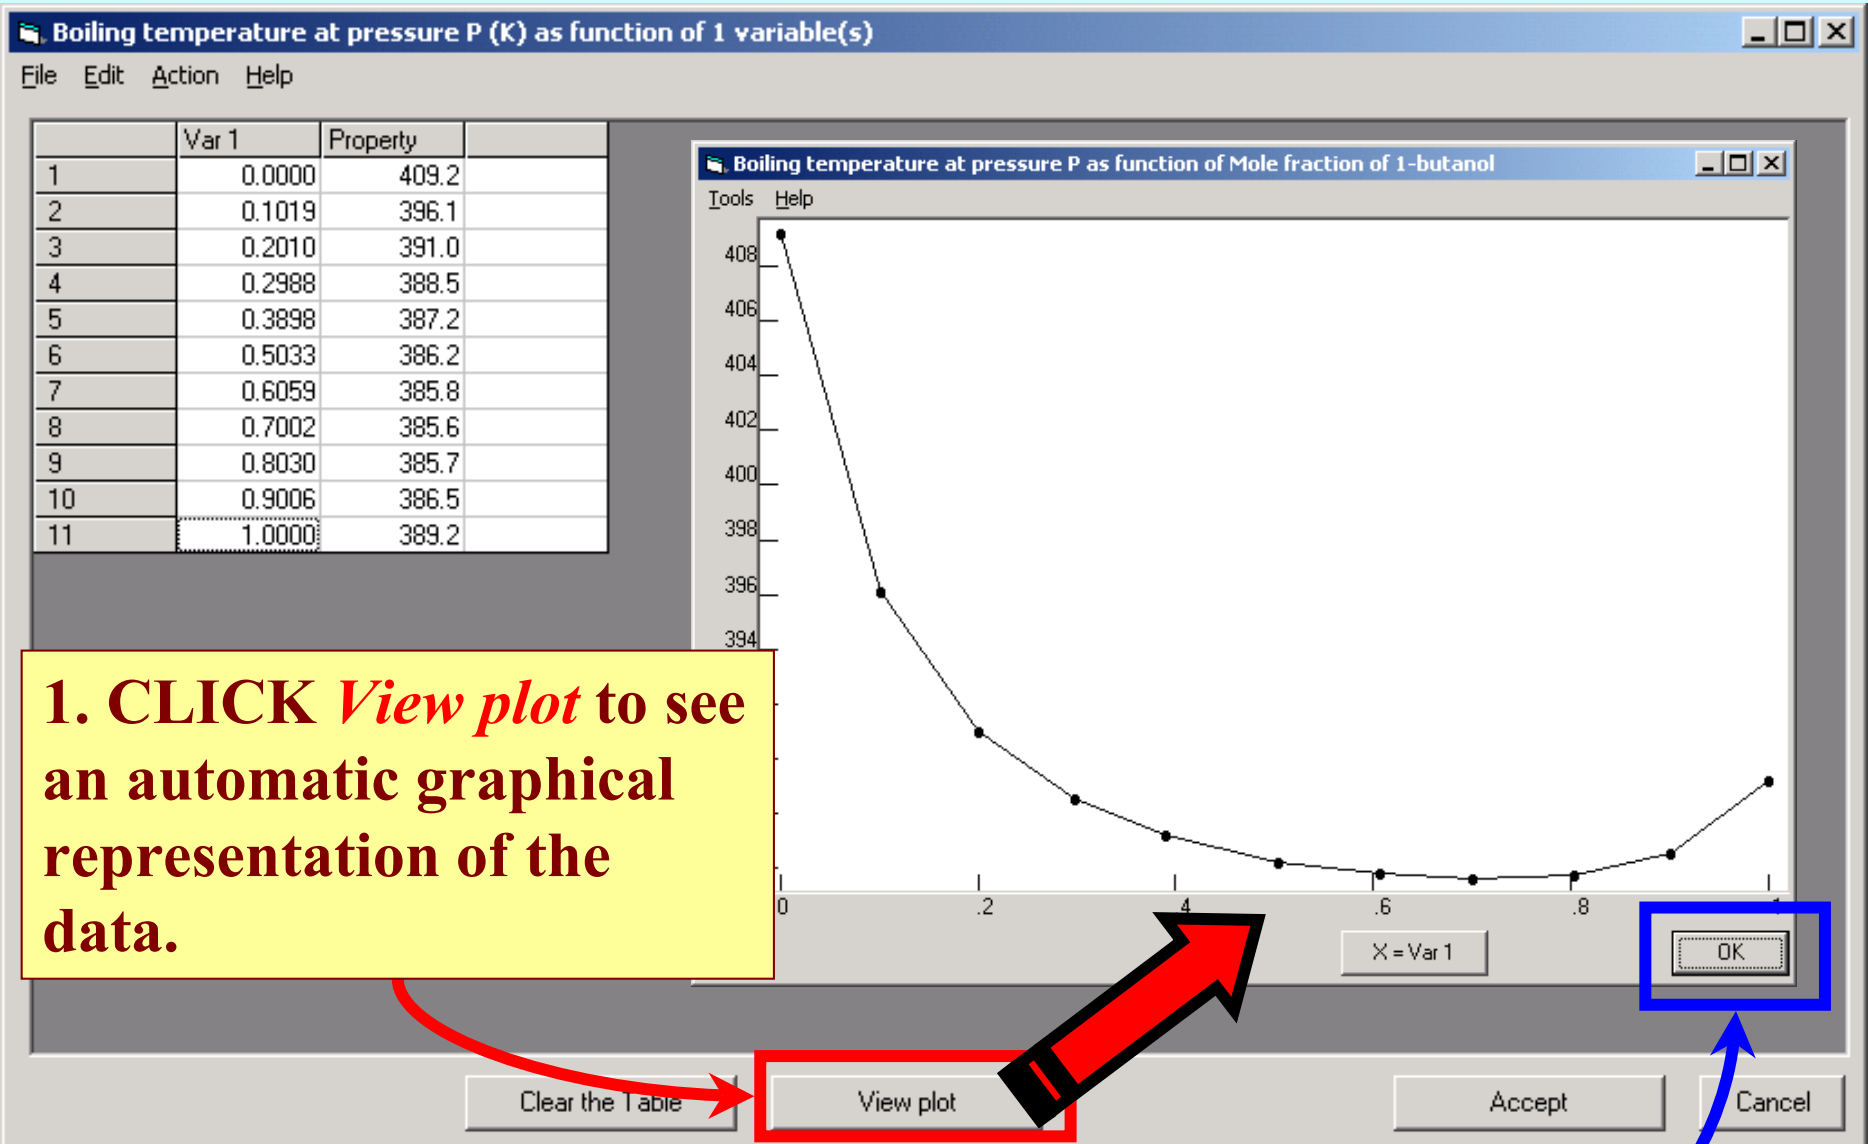 Boiling temperature at pressure P (K) as function of 1 variable(s)
File Edit Action Help
Var 1 Property
1 0.0000 409.2
2 0.1019 396.1
3 0.2010 391.0
4 0.2988 388.5
5 0.3898 387.2
6 0.5033 386.2
7 0.6059 385.8
8 0.7002 385.6
9 0.8030 385.7
10 0.9006 386.5
11 1.0000 389.2
Boiling temperature at pressure P as function of Mole fraction of 1-butanol
Tools Help
408
406
404
402
400
398
396
394
0 .2 .4 .6 .8 1
X = Var 1 OK
1. CLICK View plot to see
an automatic graphical
representation of the
data.
Clear the Table View plot Accept Cancel